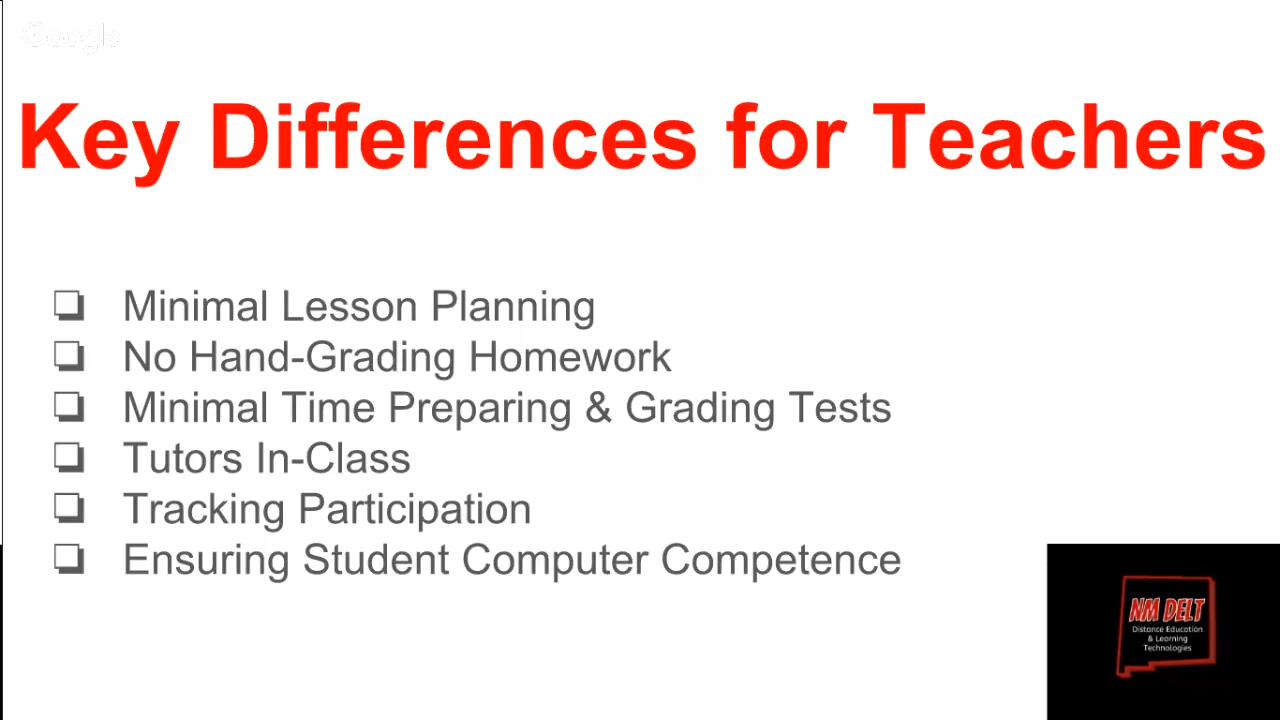 Google
Key Differences for Teachers
❏ Minimal Lesson Planning
❏ No Hand-Grading Homework
❏ Minimal Time Preparing & Grading Tests
❏ Tutors In-Class
❏ Tracking Participation
❏ Ensuring Student Computer Competence
NM DELT
Distance Education
& Learning
Technologies